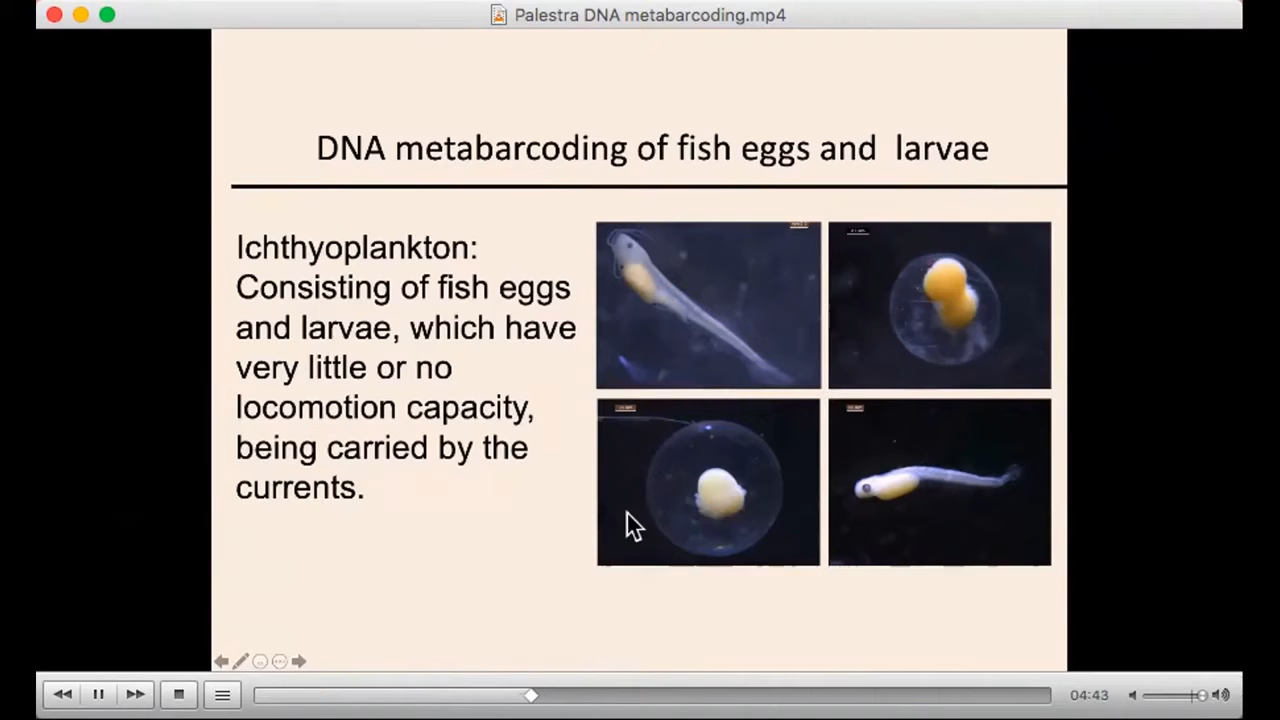 Palestra DNA metabarcoding.mp4
DNA metabarcoding of fish eggs and larvae
Ichthyoplankton:
Consisting of fish eggs
and larvae, which have
very little or no
locomotion capacity,
being carried by the
currents.
04:43